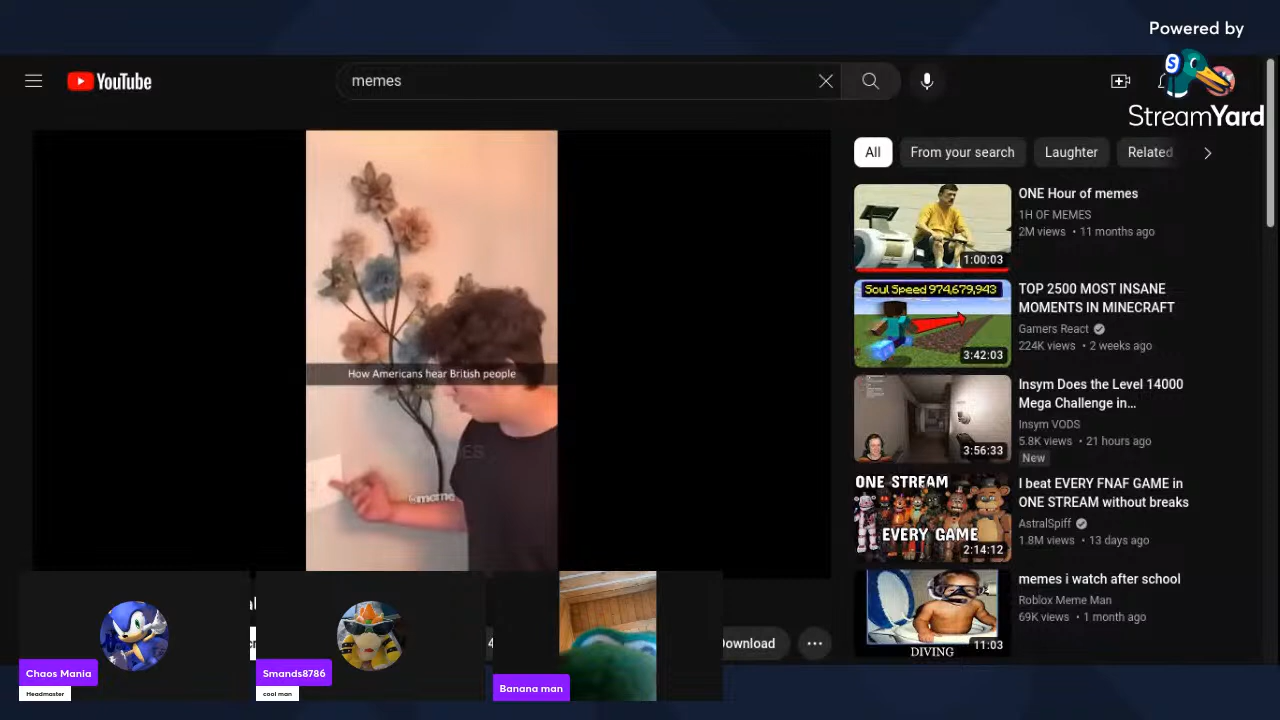 Powered by
StreamYard
YouTube
memes
All
From your search
Laughter
Related
How Americans hear British people
ONE Hour of memes
1H OF MEMES
2M views • 11 months ago
1:00:03
Soul Speed 974,679,943
3:42:03
TOP 2500 MOST INSANE
MOMENTS IN MINECRAFT
Gamers React
224K views • 2 weeks ago
3:56:33
Insym Does the Level 14000
Mega Challenge in...
Insym VODS
5.8K views • 21 hours ago
New
ONE STREAM
EVERY GAME
2:14:12
I beat EVERY FNAF GAME in
ONE STREAM without breaks
AstralSpiff
1.8M views • 13 days ago
DIVING
11:03
memes i watch after school
Roblox Meme Man
69K views • 1 month ago
Download
Chaos Mania
Headmaster
Smands8786
cool man
Banana man